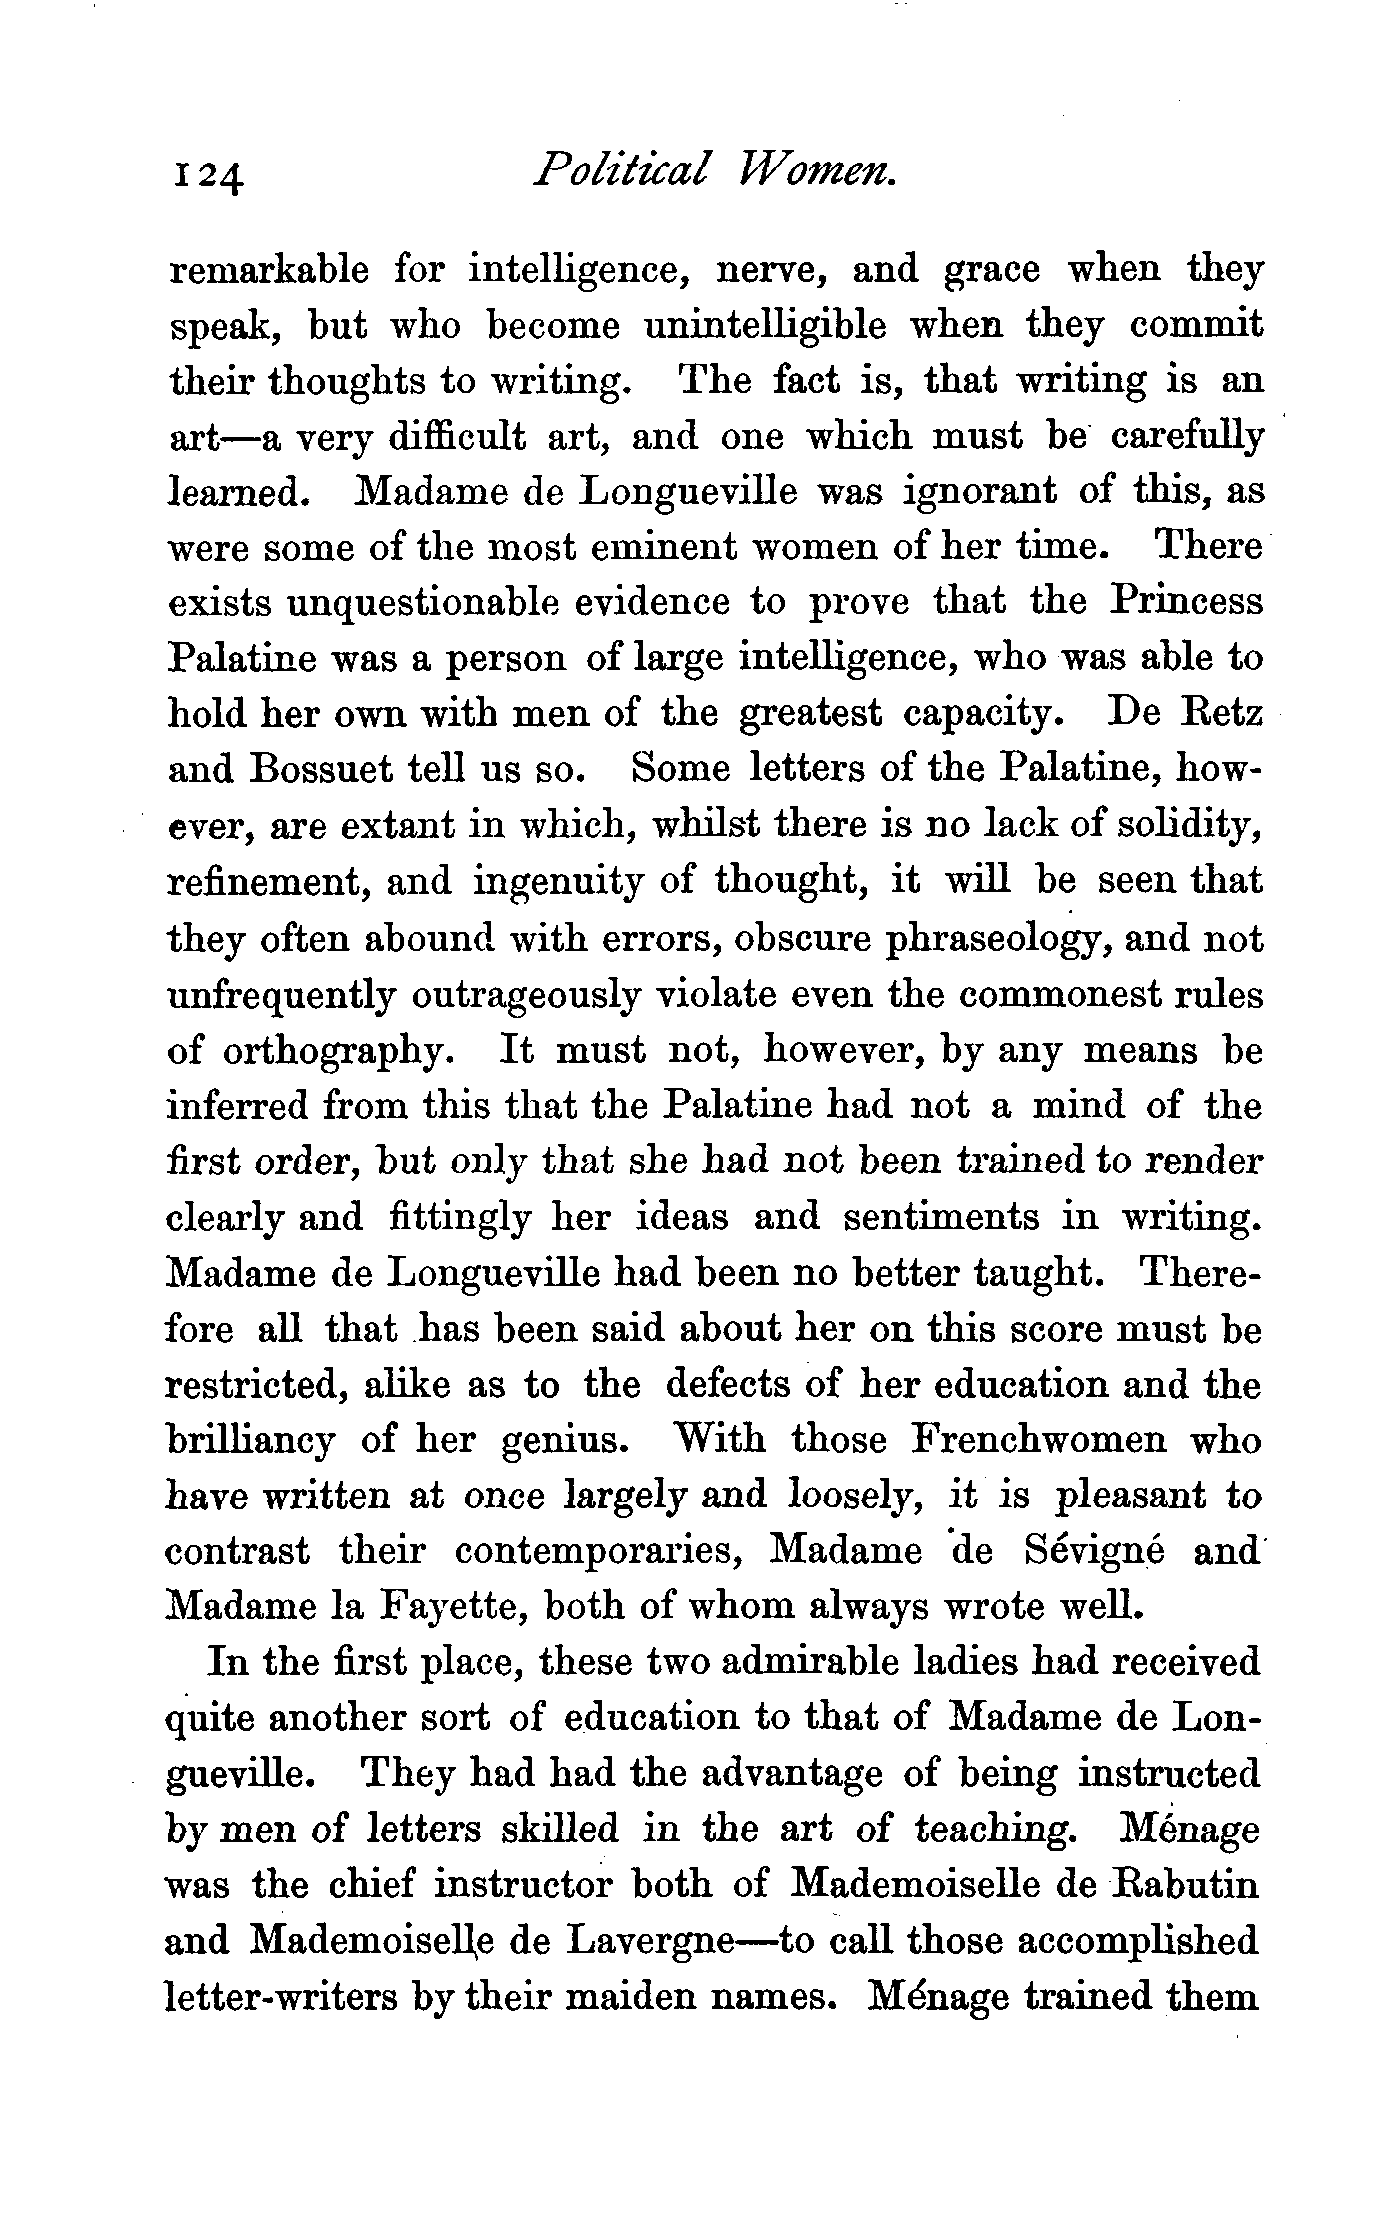 124 Political Women.
remarkable for intelligence, nerve, and grace when they
speak, but who become unintelligible when they commit
their thoughts to writing. The fact is, that writing is an
art—a very difficult art, and one which must be carefully
learned. Madame de Longueville was ignorant of this, as
were some of the most eminent women of her time. There
exists unquestionable evidence to prove that the Princess
Palatine was a person of large intelligence, who was able to
hold her own with men of the greatest capacity. De Retz
and Bossuet tell us so. Some letters of the Palatine, how-
ever, are extant in which, whilst there is no lack of solidity,
refinement, and ingenuity of thought, it will be seen that
they often abound with errors, obscure phraseology, and not
unfrequently outrageously violate even the commonest rules
of orthography. It must not, however, by any means be
inferred from this that the Palatine had not a mind of the
first order, but only that she had not been trained to render
clearly and fittingly her ideas and sentiments in writing.
Madame de Longueville had been no better taught. There-
fore all that has been said about her on this score must be
restricted, alike as to the defects of her education and the
brilliancy of her genius. With those Frenchwomen who
have written at once largely and loosely, it is pleasant to
contrast their contemporaries, Madame de Sévigné and
Madame la Fayette, both of whom always wrote well.
In the first place, these two admirable ladies had received
quite another sort of education to that of Madame de Lon-
gueville. They had had the advantage of being instructed
by men of letters skilled in the art of teaching. Ménage
was the chief instructor both of Mademoiselle de Rabutin
and Mademoiselle de Lavergne—to call those accomplished
letter-writers by their maiden names. Ménage trained them